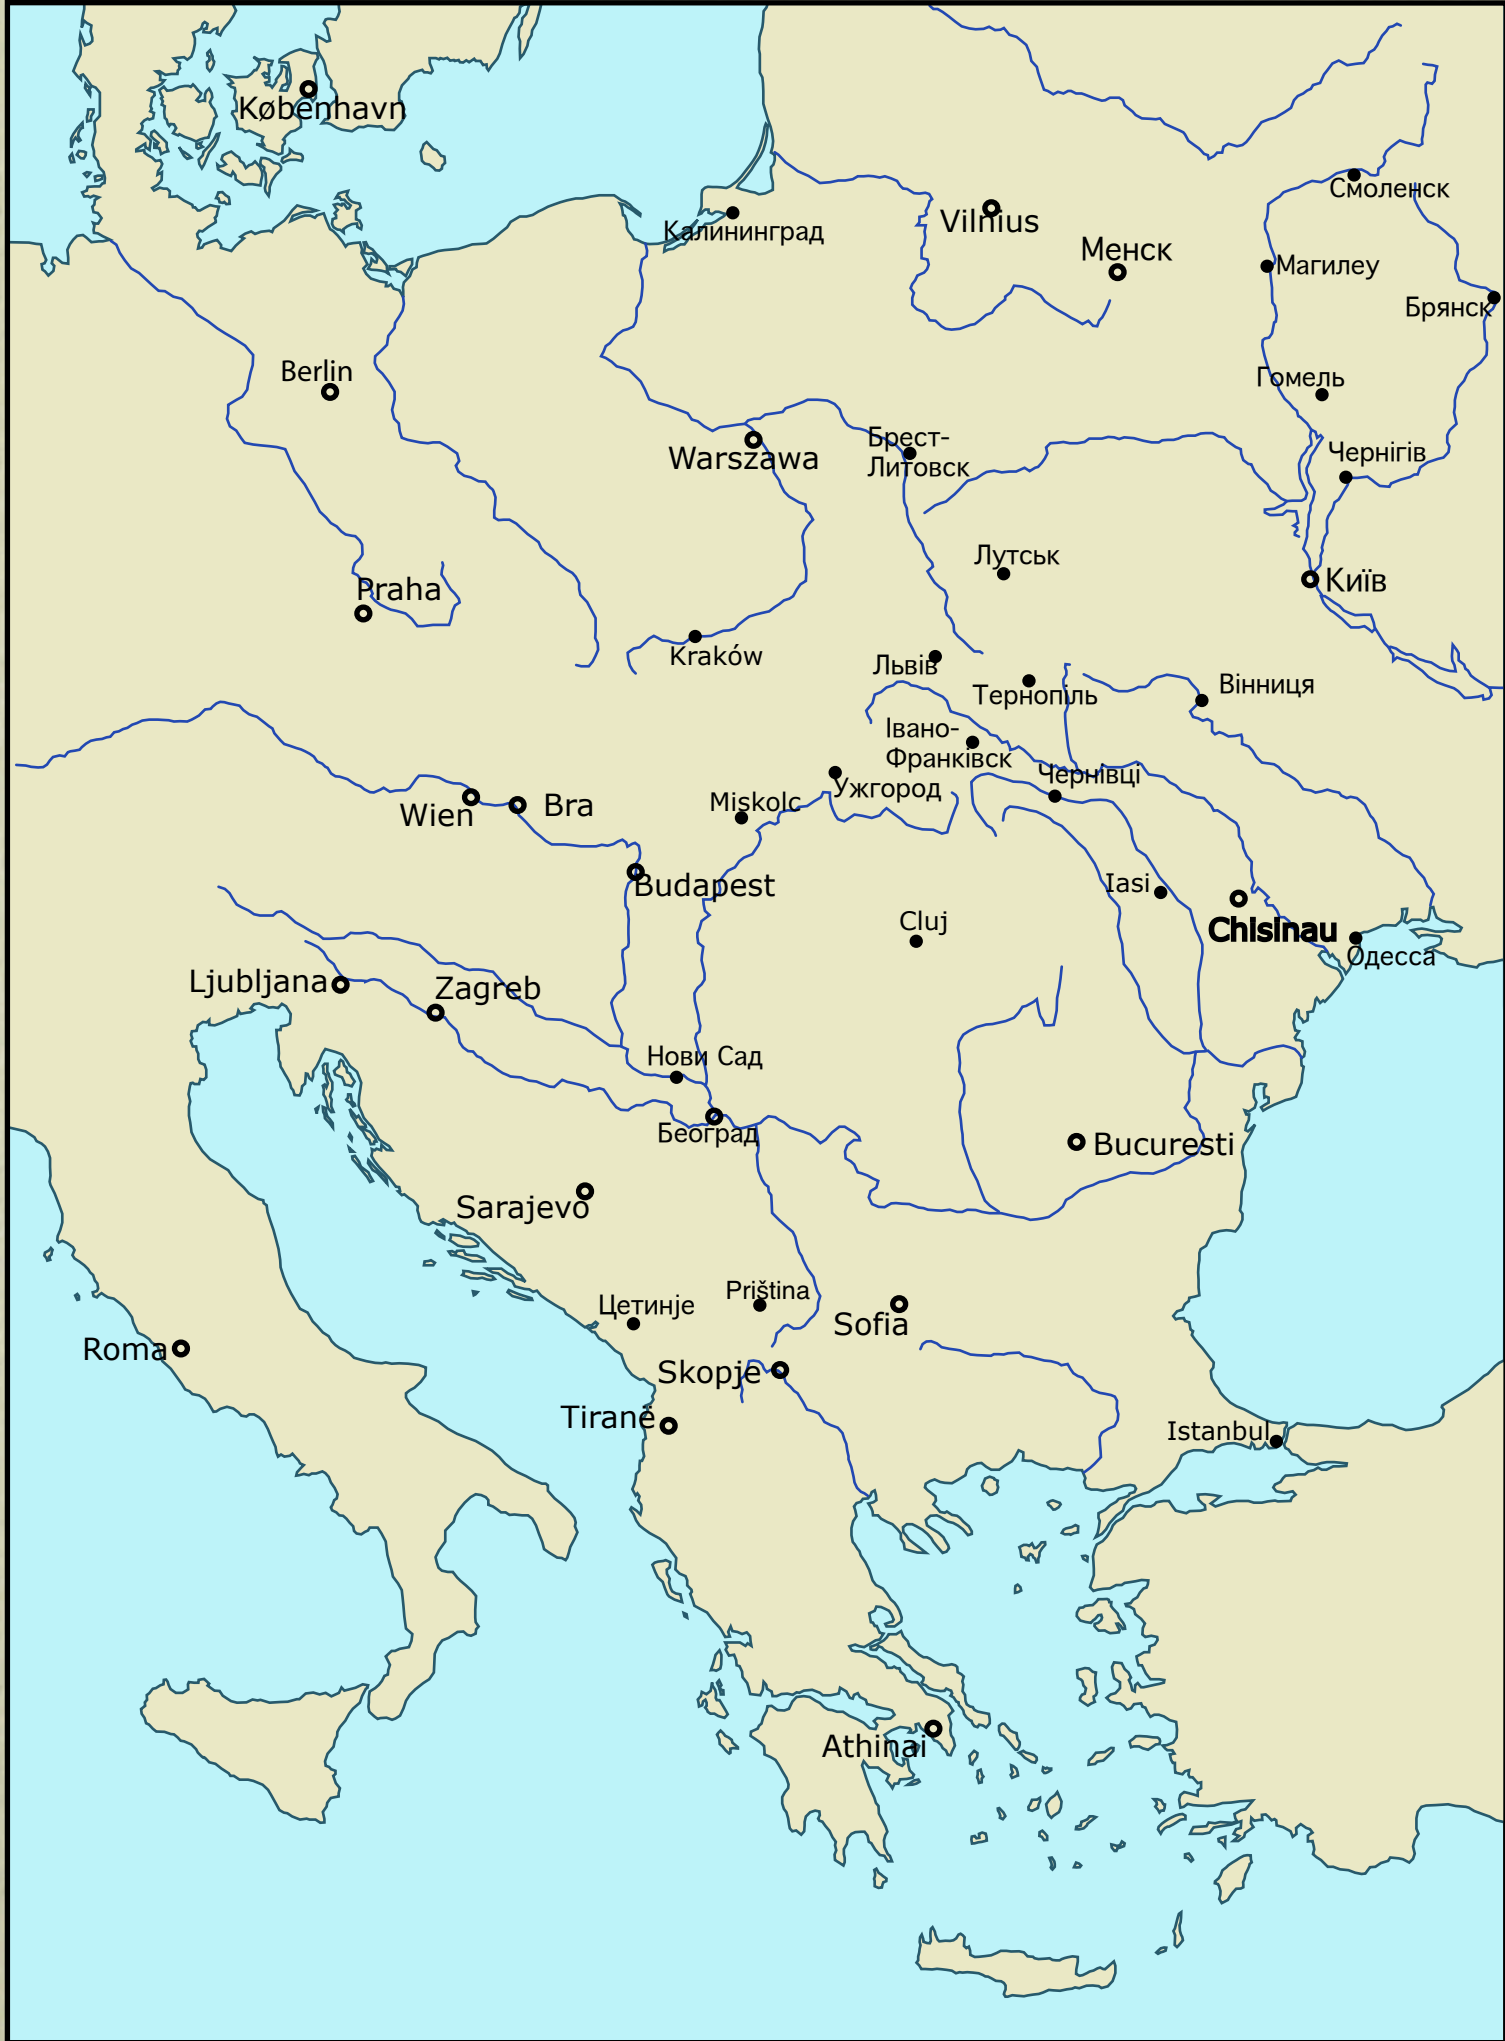 København
Смоленск
Vilnius
Калининград
Менск
Магилеу
Брянск
Berlin
Гомель
Warszawa
Брест-
Литовск
Чернігів
Лутськ
Київ
Praha
Kraków
Львів
Тернопіль
Вінниця
Івано-
Франківск
Чернівці
Ужгород
Miskolc
Wien
Bra
Budapest
Iasi
Cluj
Chisinau
Одесса
Ljubljana
Zagreb
Нови Сад
Београд
Bucuresti
Sarajevo
Priština
Цетинје
Sofia
Roma
Skopje
Tiranë
Istanbul
Athinai